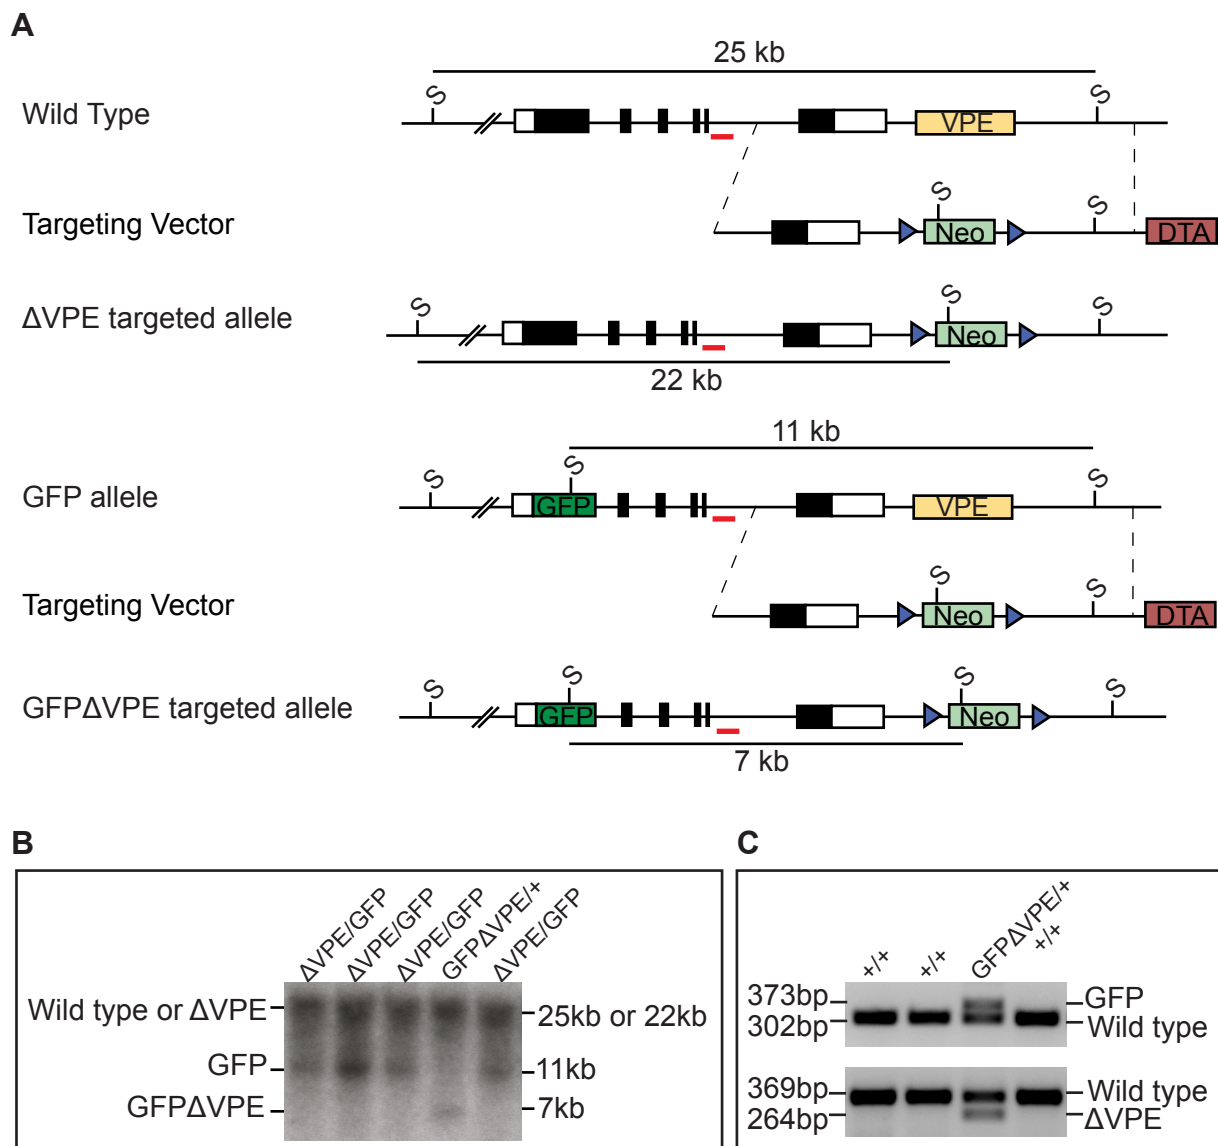 A
25 kb
Wild Type
S
S
VPE
Targeting Vector
S
S
Neo
DTA
ΔVPE targeted allele
S
S
S
Neo
22 kb
11 kb
GFP allele
S
S
S
GFP
VPE
Targeting Vector
S
S
Neo
DTA
GFPΔVPE targeted allele
S
S
S
S
GFP
Neo
7 kb
B
ΔVPE/GFP
ΔVPE/GFP
ΔVPE/GFP
GFPΔVPE/+
ΔVPE/GFP
Wild type or ΔVPE
25kb or 22kb
GFP
11kb
GFPΔVPE
7kb
C
+/+
+/+
GFPΔVPE/+
+/+
373bp
GFP
302bp
Wild type
369bp
Wild type
264bp
ΔVPE